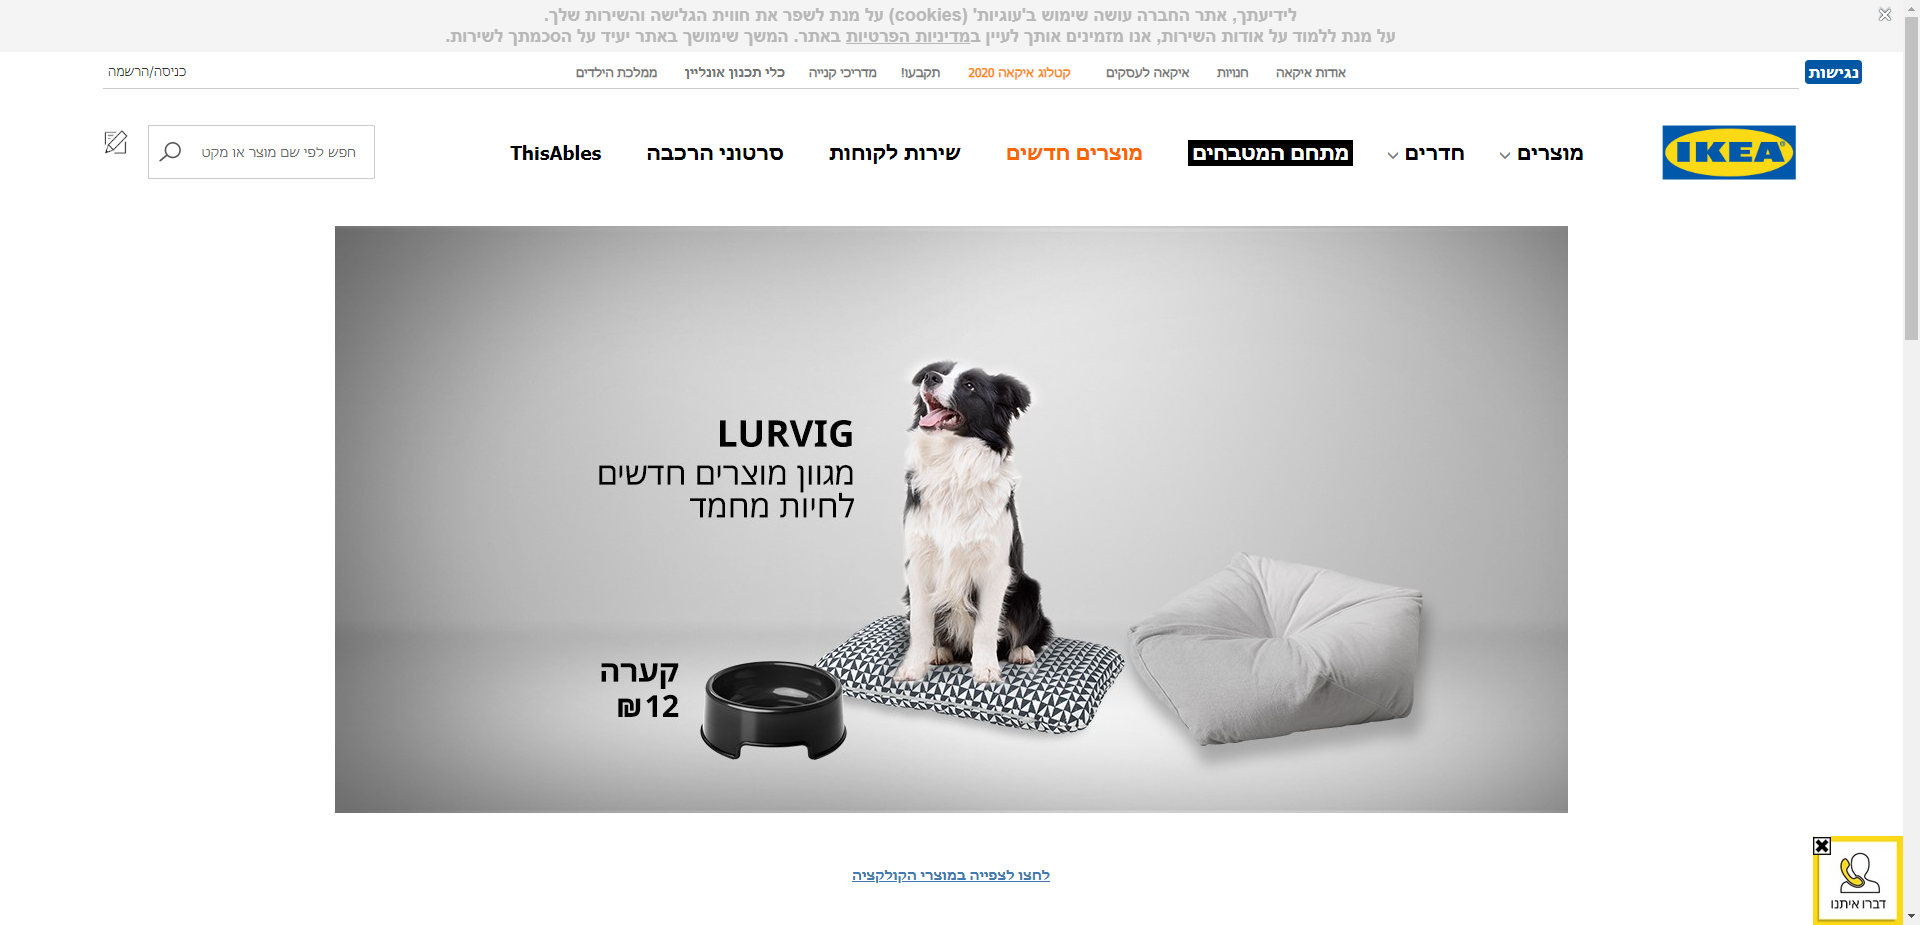 לידיעתך, אתר החברה עושה שימוש ב'עוגיות' (cookies) על מנת לשפר את חווית הגלישה והשירות שלך.
על מנת ללמוד על אודות השירות, אנו מזמינים אותך לעיין במדיניות הפרטיות באתר. המשך שימושך באתר יעיד על הסכמתך לשירות.
נגישות
אודות איקאה
חנויות
איקאה לעסקים
קטלוג איקאה 2020
תקבעו!
מדריכי קנייה
כלי תכנון אונליין
ממלכת הילדים
כניסה/הרשמה
IKEA
מוצרים
חדרים
מתחם המטבחים
מוצרים חדשים
שירות לקוחות
סרטוני הרכבה
ThisAbles
חפש לפי שם מוצר או מקט
LURVIG
מגוון מוצרים חדשים
לחיות מחמד
קערה
₪12
לחצו לצפייה במוצרי הקולקציה
דברו איתנו